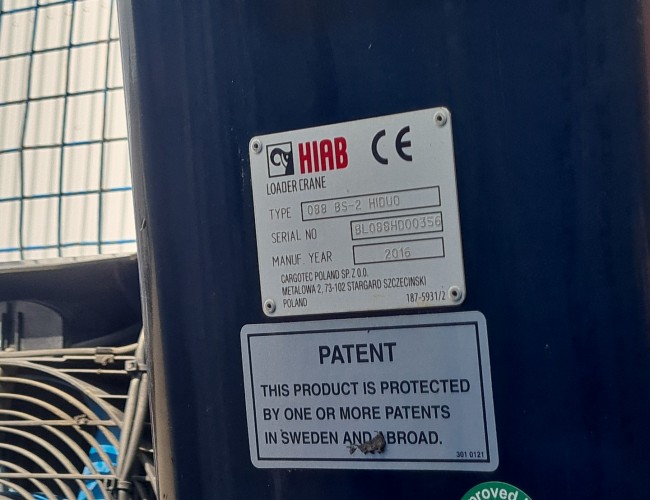 HIAB CE
LOADER CRANE
TYPE 088 BS-2 HIDUO
SERIAL NO BL088HD00356
MANUF. YEAR 2016
CARGOTEC POLAND SP. Z O.O.
METALOWA 2, 73-102 STARGARD SZCZECINSKI
POLAND 187-5931/2
PATENT
THIS PRODUCT IS PROTECTED
BY ONE OR MORE PATENTS
IN SWEDEN AND ABROAD.
301 0121